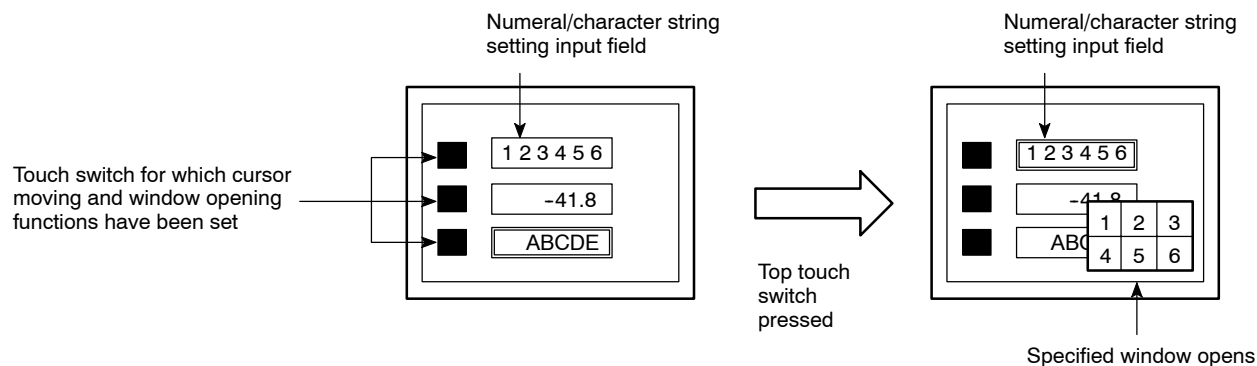 Numeral/character string
setting input field
Numeral/character string
setting input field
Touch switch for which cursor
moving and window opening
functions have been set
1 2 3 4 5 6
-41.8
ABCDE
Top touch
switch
pressed
1 2 3 4 5 6
-41.8
ABC
1 2 3
4 5 6
Specified window opens